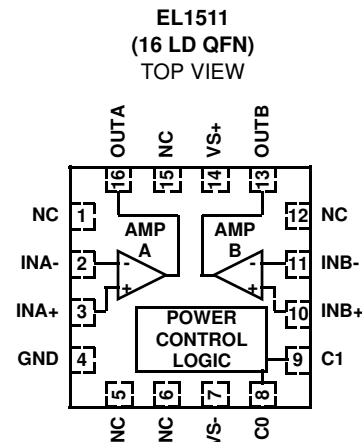 EL1511
(16 LD QFN)
TOP VIEW
OUTA
NC
VS+
OUTB
16
15
14
13
NC 1
12 NC
AMP A
AMP B
INA- 2
-
-
11 INB-
INA+ 3
+
+
10 INB+
POWER
CONTROL
LOGIC
GND 4
9 C1
5
6
7
8
NC
NC
VS-
C0